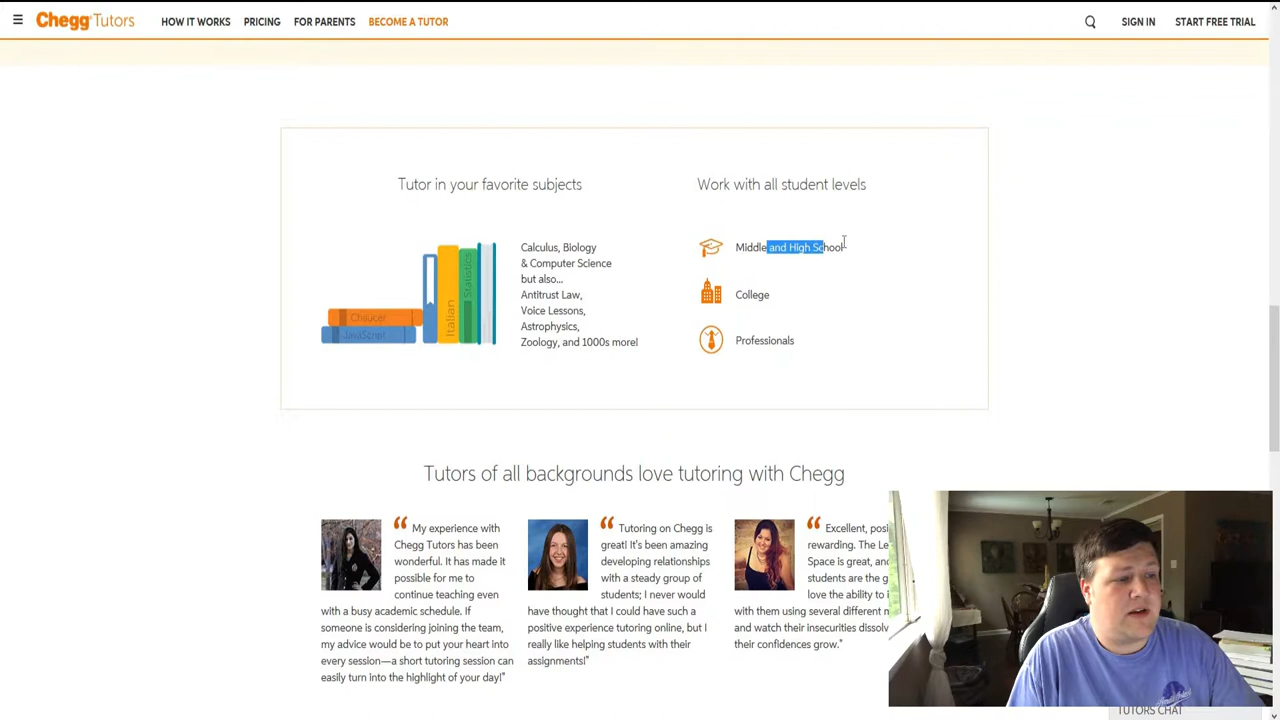 Chegg Tutors
HOW IT WORKS
PRICING
FOR PARENTS
BECOME A TUTOR
SIGN IN
START FREE TRIAL
Tutor in your favorite subjects
Chaucer
JavaScript
Italian
Statistics
Calculus, Biology
& Computer Science
but also...
Antitrust Law,
Voice Lessons,
Astrophysics,
Zoology, and 1000s more!
Work with all student levels
Middle and High School
College
Professionals
Tutors of all backgrounds love tutoring with Chegg
“ My experience with
Chegg Tutors has been
wonderful. It has made it
possible for me to
continue teaching even
with a busy academic schedule. If
someone is considering joining the team,
my advice would be to put your heart into
every session—a short tutoring session can
easily turn into the highlight of your day!"
“ Tutoring on Chegg is
great! It's been amazing
developing relationships
with a steady group of
students; I never would
have thought that I could have such a
positive experience tutoring online, but I
really like helping students with their
assignments!"
“ Excellent, posi
rewarding. The Le
Space is great, an
students are the g
love the ability to
with them using several different
and watch their insecurities dissolv
their confidences grow."
TUTORS CHAT